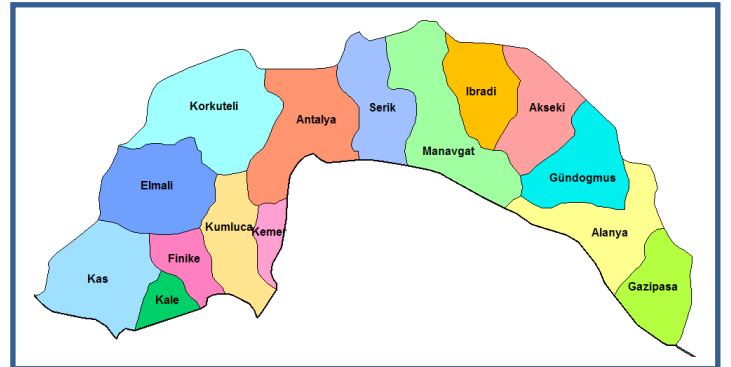 Korkuteli
Antalya
Serik
Ibradi
Akseki
Manavgat
Elmali
Gündogmus
Kumluca
Kemer
Alanya
Finike
Kas
Kale
Gazipasa